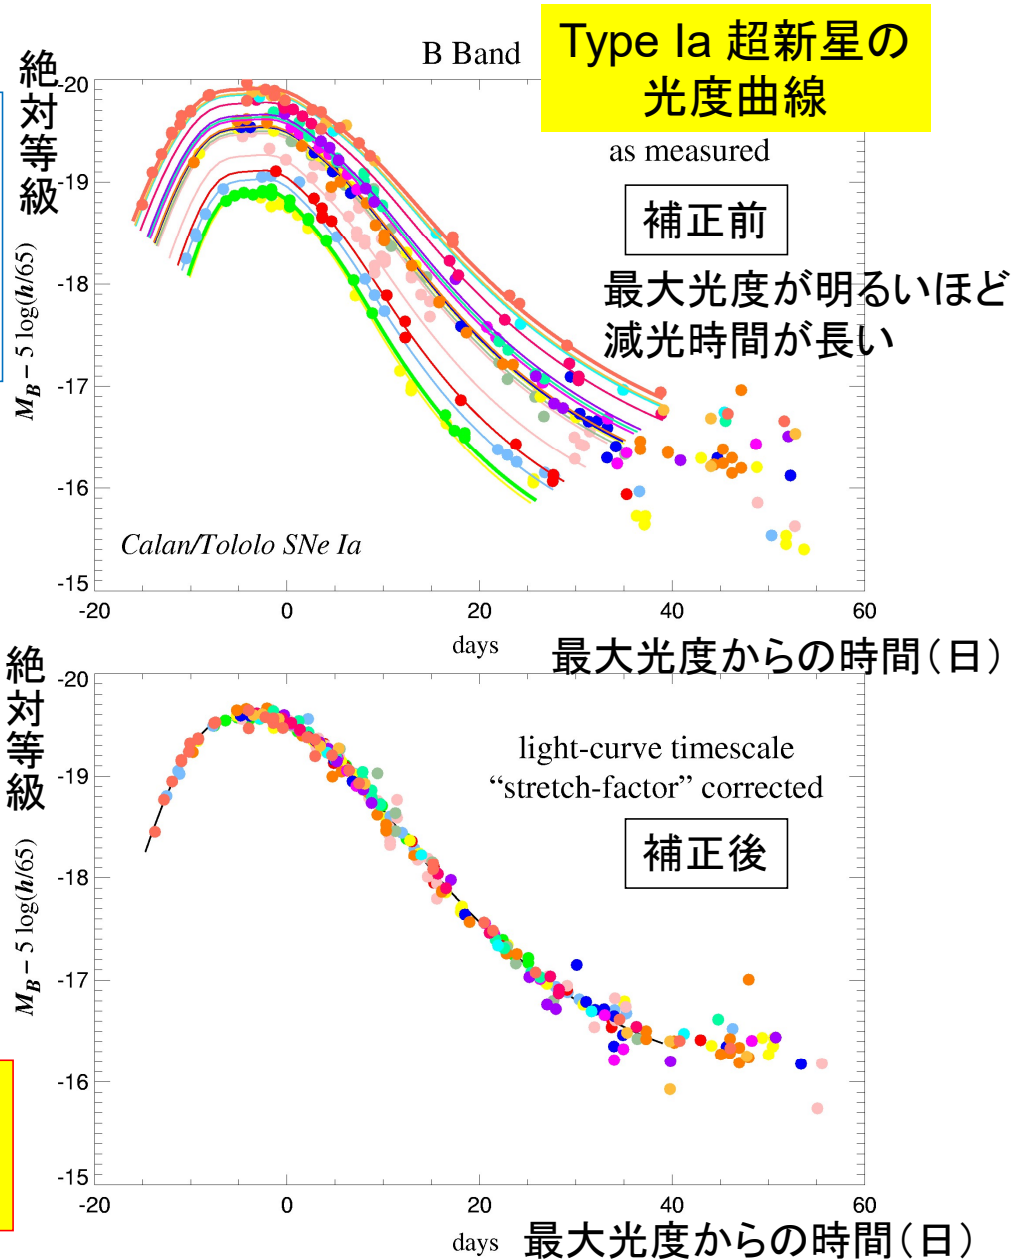 Type Ia 超新星の
光度曲線
B Band
絶対等級
as measured
補正前
最大光度が明るいほど
減光時間が長い
M_B – 5 log(h/65)
-20
-19
-18
-17
-16
-15
Calan/Tololo SNe Ia
-20 0 20 40 60
days
最大光度からの時間（日）
絶対等級
light-curve timescale
“stretch-factor” corrected
補正後
M_B – 5 log(h/65)
-20
-19
-18
-17
-16
-15
-20 0 20 40 60
days
最大光度からの時間（日）